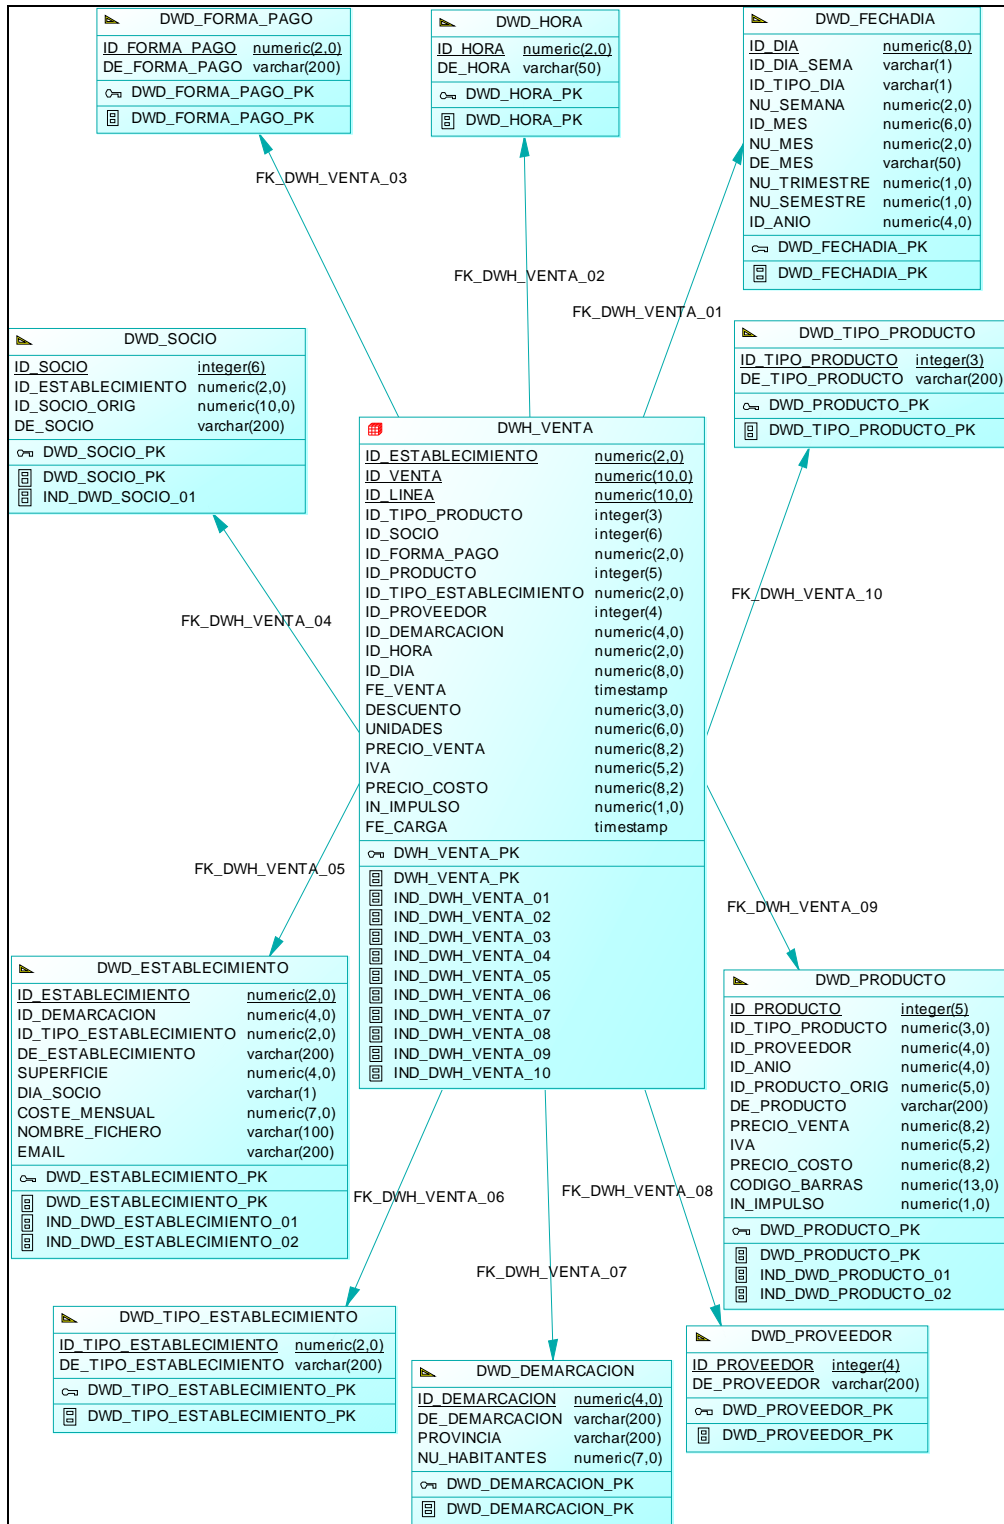 DWD_FORMA_PAGO
ID_FORMA_PAGO numeric(2,0)
DE_FORMA_PAGO varchar(200)
DWD_FORMA_PAGO_PK
DWD_FORMA_PAGO_PK
DWD_HORA
ID_HORA numeric(2,0)
DE_HORA varchar(50)
DWD_HORA_PK
DWD_HORA_PK
DWD_FECHADIA
ID_DIA numeric(8,0)
ID_DIA_SEMA varchar(1)
ID_TIPO_DIA varchar(1)
NU_SEMANA numeric(2,0)
ID_MES numeric(6,0)
NU_MES numeric(2,0)
DE_MES varchar(50)
NU_TRIMESTRE numeric(1,0)
NU_SEMESTRE numeric(1,0)
ID_ANIO numeric(4,0)
DWD_FECHADIA_PK
DWD_FECHADIA_PK
FK_DWH_VENTA_03
FK_DWH_VENTA_02
FK_DWH_VENTA_01
DWD_SOCIO
ID_SOCIO integer(6)
ID_ESTABLECIMIENTO numeric(2,0)
ID_SOCIO_ORIG numeric(10,0)
DE_SOCIO varchar(200)
DWD_SOCIO_PK
DWD_SOCIO_PK
IND_DWD_SOCIO_01
DWD_TIPO_PRODUCTO
ID_TIPO_PRODUCTO integer(3)
DE_TIPO_PRODUCTO varchar(200)
DWD_PRODUCTO_PK
DWD_TIPO_PRODUCTO_PK
DWH_VENTA
ID_ESTABLECIMIENTO numeric(2,0)
ID_VENTA numeric(10,0)
ID_LINEA numeric(10,0)
ID_TIPO_PRODUCTO integer(3)
ID_SOCIO integer(6)
ID_FORMA_PAGO numeric(2,0)
ID_PRODUCTO integer(5)
ID_TIPO_ESTABLECIMIENTO numeric(2,0)
ID_PROVEEDOR integer(4)
ID_DEMARCACION numeric(4,0)
ID_HORA numeric(2,0)
ID_DIA numeric(8,0)
FE_VENTA timestamp
DESCUENTO numeric(3,0)
UNIDADES numeric(6,0)
PRECIO_VENTA numeric(8,2)
IVA numeric(5,2)
PRECIO_COSTO numeric(8,2)
IN_IMPULSO numeric(1,0)
FE_CARGA timestamp
DWH_VENTA_PK
DWH_VENTA_PK
IND_DWH_VENTA_01
IND_DWH_VENTA_02
IND_DWH_VENTA_03
IND_DWH_VENTA_04
IND_DWH_VENTA_05
IND_DWH_VENTA_06
IND_DWH_VENTA_07
IND_DWH_VENTA_08
IND_DWH_VENTA_09
IND_DWH_VENTA_10
FK_DWH_VENTA_04
FK_DWH_VENTA_10
FK_DWH_VENTA_05
FK_DWH_VENTA_09
DWD_ESTABLECIMIENTO
ID_ESTABLECIMIENTO numeric(2,0)
ID_DEMARCACION numeric(4,0)
ID_TIPO_ESTABLECIMIENTO numeric(2,0)
DE_ESTABLECIMIENTO varchar(200)
SUPERFICIE numeric(4,0)
DIA_SOCIO varchar(1)
COSTE_MENSUAL numeric(7,0)
NOMBRE_FICHERO varchar(100)
EMAIL varchar(200)
DWD_ESTABLECIMIENTO_PK
DWD_ESTABLECIMIENTO_PK
IND_DWD_ESTABLECIMIENTO_01
IND_DWD_ESTABLECIMIENTO_02
DWD_PRODUCTO
ID_PRODUCTO integer(5)
ID_TIPO_PRODUCTO numeric(3,0)
ID_PROVEEDOR numeric(4,0)
ID_ANIO numeric(4,0)
ID_PRODUCTO_ORIG numeric(5,0)
DE_PRODUCTO varchar(200)
PRECIO_VENTA numeric(8,2)
IVA numeric(5,2)
PRECIO_COSTO numeric(8,2)
CODIGO_BARRAS numeric(13,0)
IN_IMPULSO numeric(1,0)
DWD_PRODUCTO_PK
DWD_PRODUCTO_PK
IND_DWD_PRODUCTO_01
IND_DWD_PRODUCTO_02
FK_DWH_VENTA_06
FK_DWH_VENTA_08
FK_DWH_VENTA_07
DWD_TIPO_ESTABLECIMIENTO
ID_TIPO_ESTABLECIMIENTO numeric(2,0)
DE_TIPO_ESTABLECIMIENTO varchar(200)
DWD_TIPO_ESTABLECIMIENTO_PK
DWD_TIPO_ESTABLECIMIENTO_PK
DWD_DEMARCACION
ID_DEMARCACION numeric(4,0)
DE_DEMARCACION varchar(200)
PROVINCIA varchar(200)
NU_HABITANTES numeric(7,0)
DWD_DEMARCACION_PK
DWD_DEMARCACION_PK
DWD_PROVEEDOR
ID_PROVEEDOR integer(4)
DE_PROVEEDOR varchar(200)
DWD_PROVEEDOR_PK
DWD_PROVEEDOR_PK